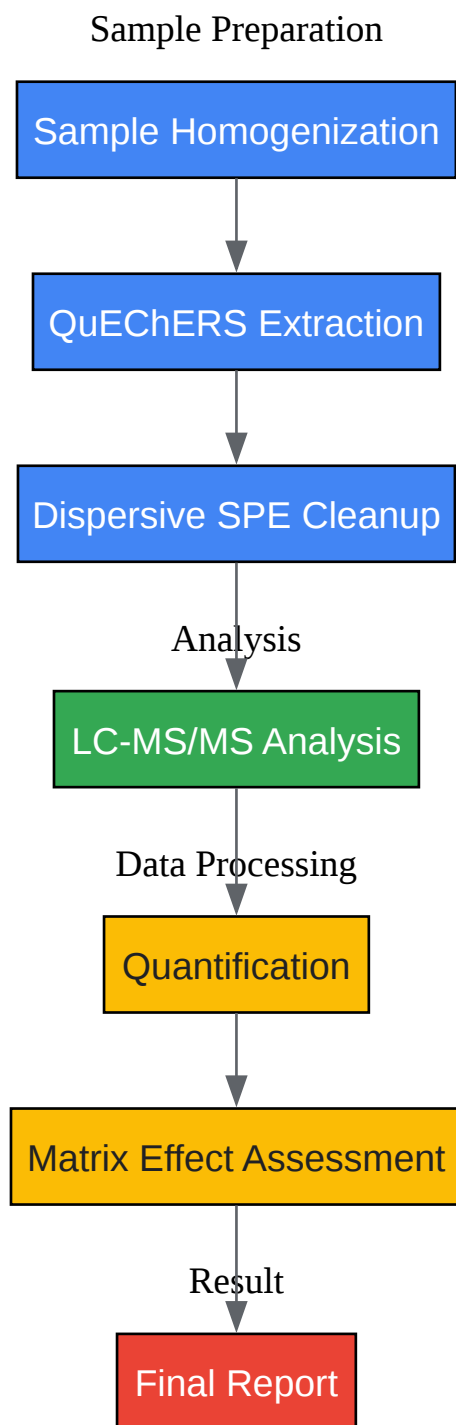 Sample Preparation
Sample Homogenization
QuEChERS Extraction
Dispersive SPE Cleanup
Analysis
LC-MS/MS Analysis
Data Processing
Quantification
Matrix Effect Assessment
Result
Final Report